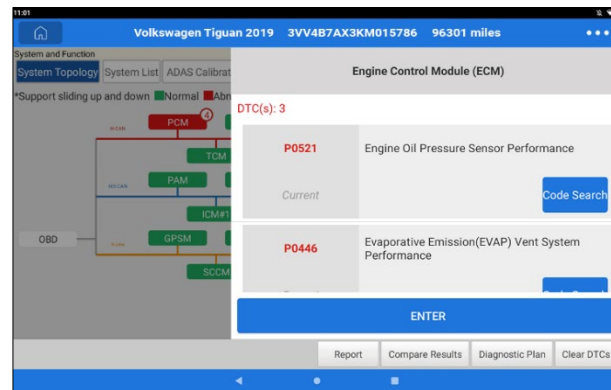 11:01
Volkswagen Tiguan 2019 3VV4B7AX3KM015786 96301 miles
System and Function
System Topology System List ADAS Calibrat
*Support sliding up and down Normal Abn
Engine Control Module (ECM)
DTC(s): 3
PCM 4
TCM
PAM
ICM#1
OBD
GPSM
SCCM
P0521 Engine Oil Pressure Sensor Performance
Current Code Search
P0446 Evaporative Emission(EVAP) Vent System
Performance
ENTER
Report Compare Results Diagnostic Plan Clear DTCs